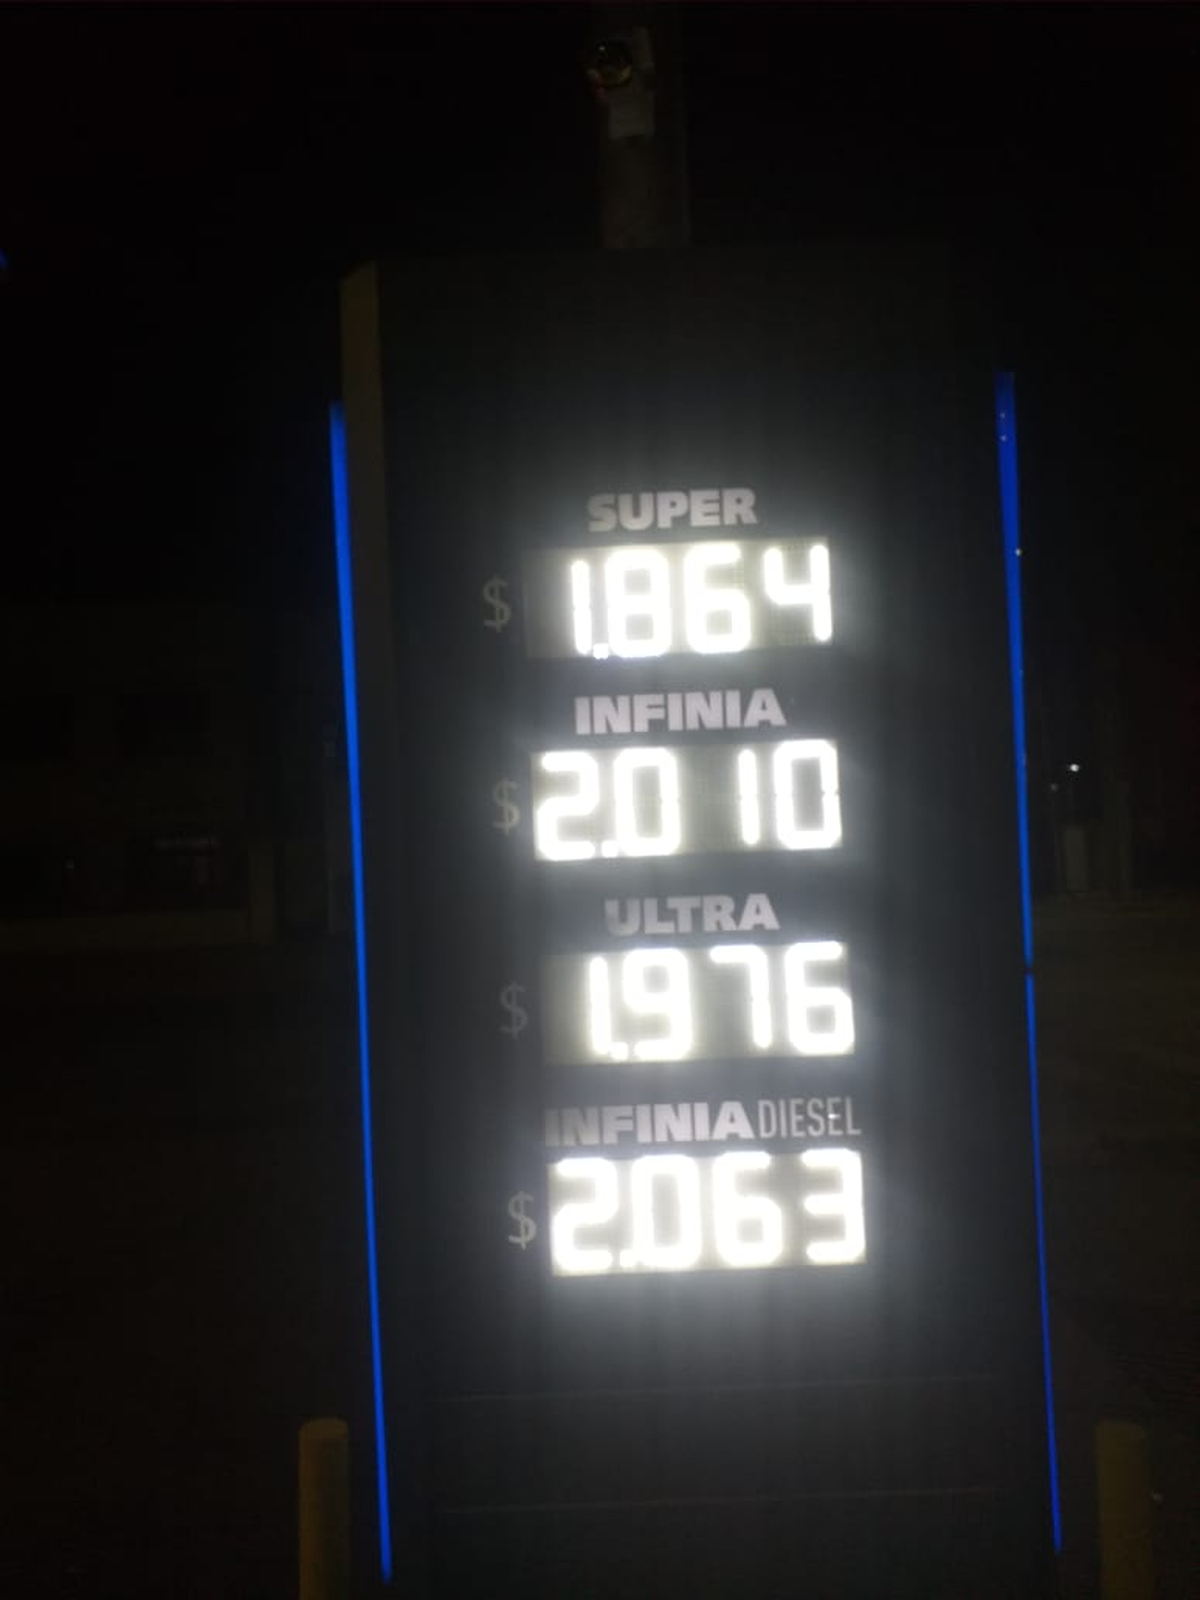 SUPER
$ 1.864
INFINIA
$ 2.010
ULTRA
$ 1.976
INFINIA DIESEL
$ 2.063